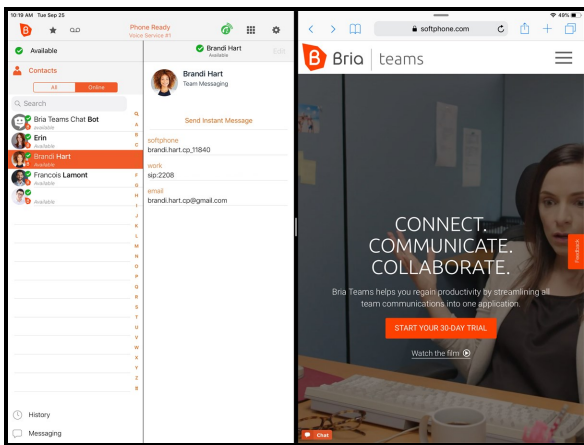 10:19 AM Tue Sep 25
Phone Ready
Voice Service #1
Available
Contacts
All Online
Search
Bria Teams Chat Bot
Available
Erin
Available
Brandi Hart
Available
Francois Lamont
Available
Available
A
B
C
F
G
H
I
J
K
L
M
N
O
P
Q
R
S
T
U
V
W
X
Y
Z
#
History
Messaging
Brandi Hart
Available
Edit
Brandi Hart
Team Messaging
Send Instant Message
softphone
brandi.hart.cp_11840
work
sip:2208
email
brandi.hart.cp@gmail.com
49%
softphone.com
Bria teams
CONNECT.
COMMUNICATE.
COLLABORATE.
Bria Teams helps you regain productivity by streamlining all
team communications into one application.
START YOUR 30-DAY TRIAL
Watch the film
Feedback
Chat